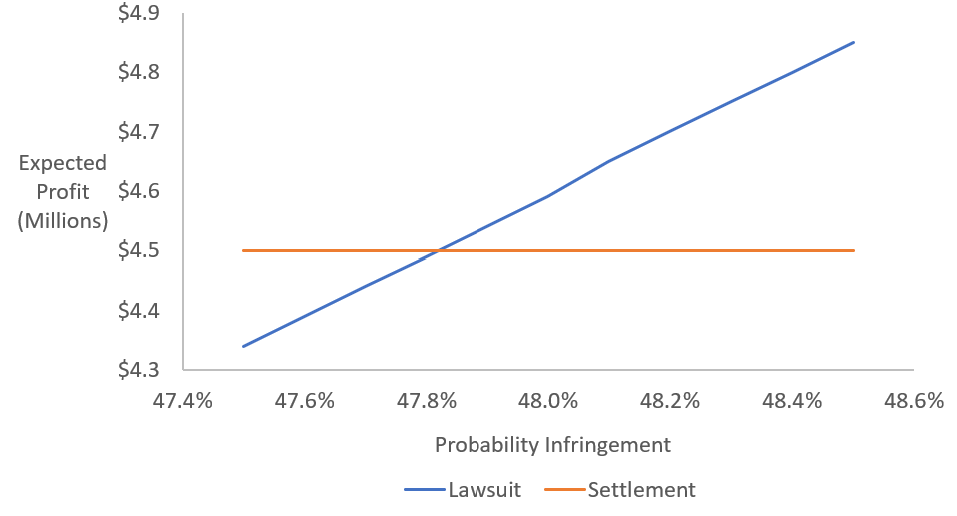 $4.9
$4.8
$4.7
Expected
Profit
(Millions)
$4.6
$4.5
$4.4
$4.3
47.4% 47.6% 47.8% 48.0% 48.2% 48.4% 48.6%
Probability Infringement
Lawsuit Settlement